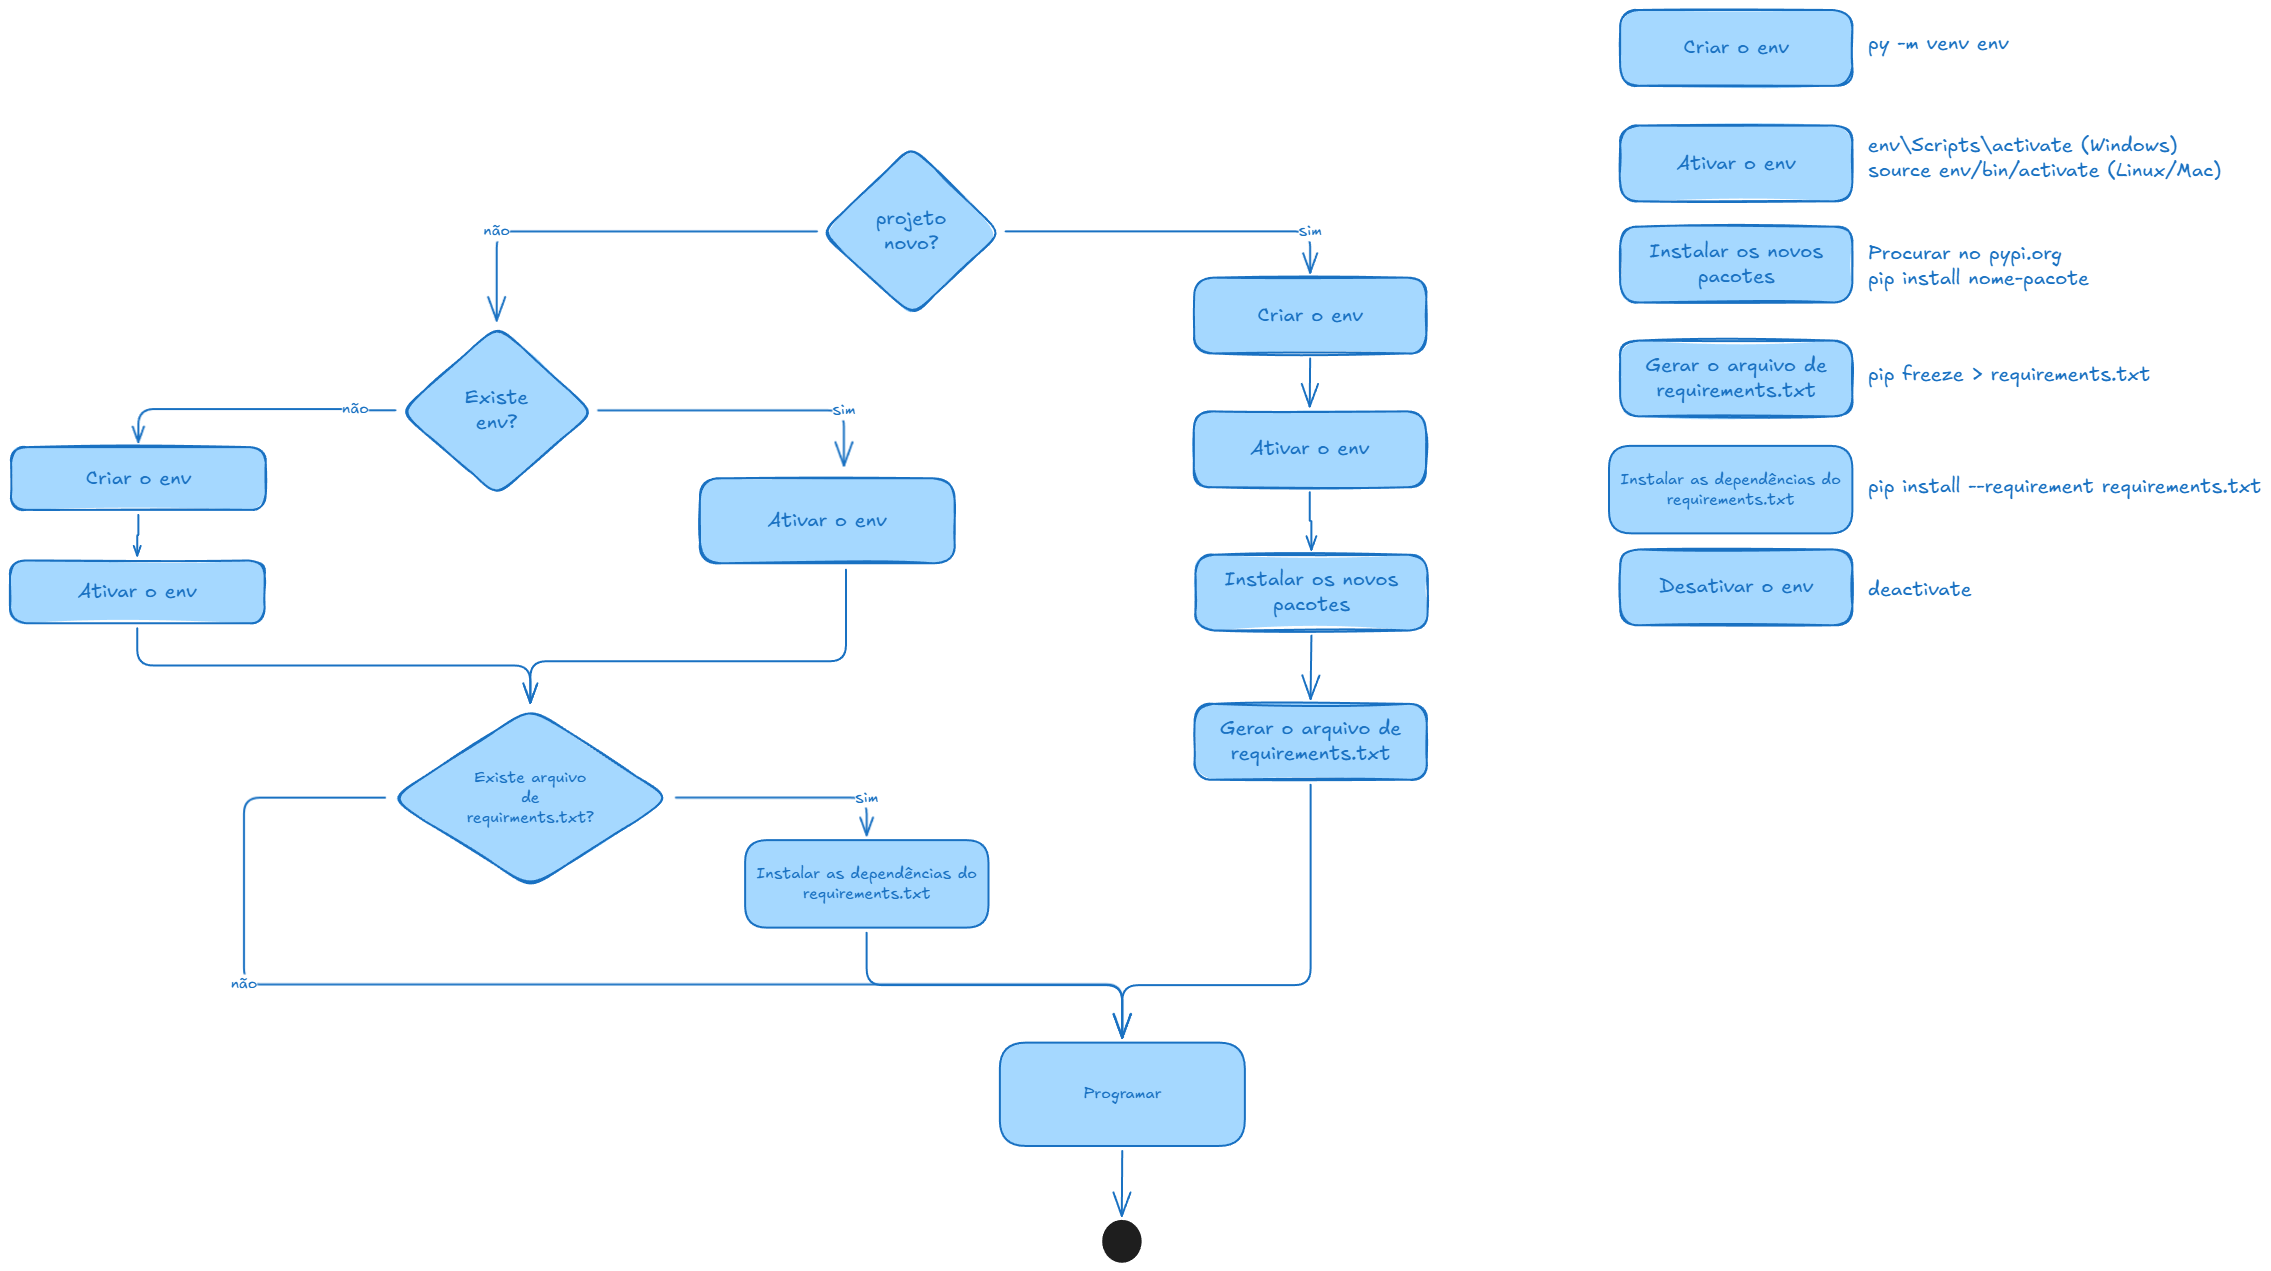 projeto
novo?
não
sim
Existe
env?
não
sim
Criar o env
Ativar o env
Ativar o env
Existe arquivo
de
requirments.txt?
não
sim
Instalar as dependências do
requirements.txt
Criar o env
Ativar o env
Instalar os novos
pacotes
Gerar o arquivo de
requirements.txt
Programar
Criar o env
py -m venv env
Ativar o env
env\Scripts\activate (Windows)
source env/bin/activate (Linux/Mac)
Instalar os novos
pacotes
Procurar no pypi.org
pip install nome-pacote
Gerar o arquivo de
requirements.txt
pip freeze > requirements.txt
Instalar as dependências do
requirements.txt
pip install --requirement requirements.txt
Desativar o env
deactivate